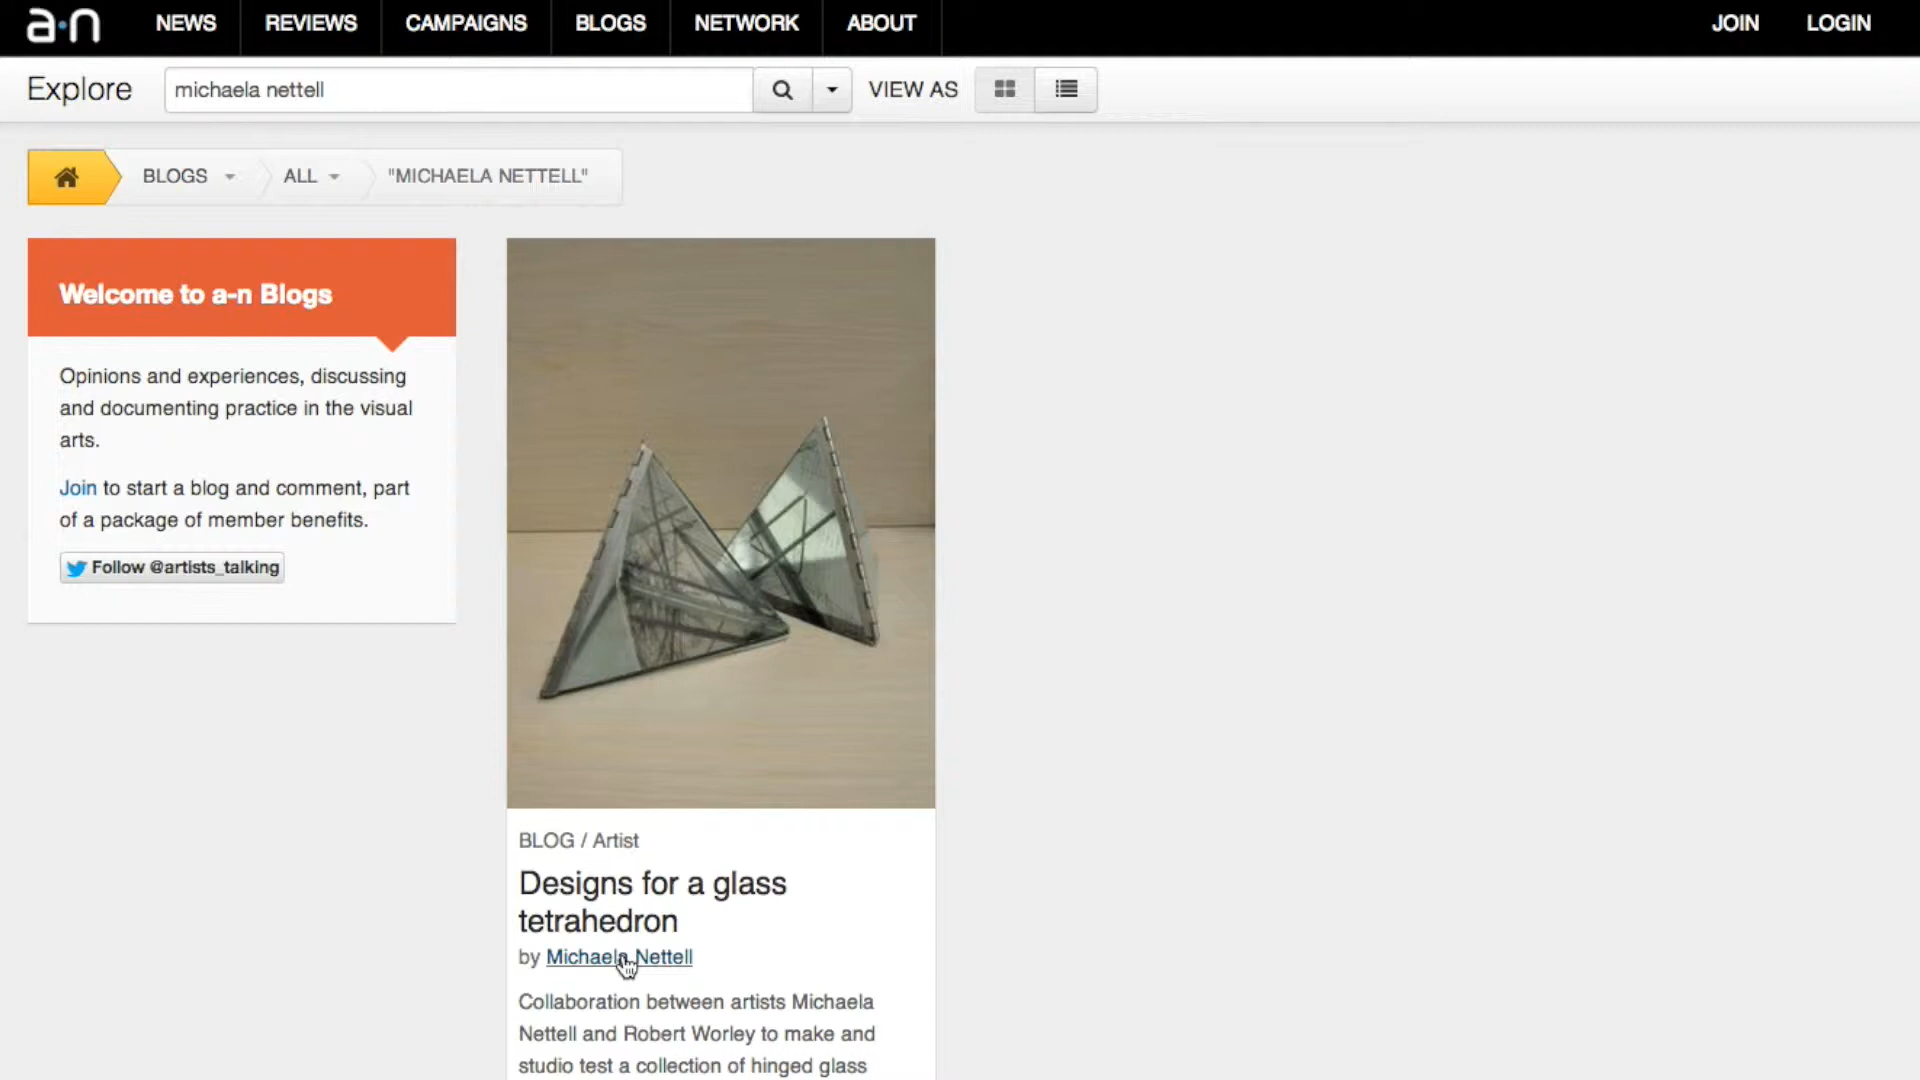 a-n NEWS REVIEWS CAMPAIGNS BLOGS NETWORK ABOUT JOIN LOGIN
Explore michaela nettell VIEW AS
BLOGS ALL "MICHAELA NETTELL"
Welcome to a-n Blogs
Opinions and experiences, discussing
and documenting practice in the visual
arts.
Join to start a blog and comment, part
of a package of member benefits.
Follow @artists_talking
BLOG / Artist
Designs for a glass
tetrahedron
by Michaela Nettell
Collaboration between artists Michaela
Nettell and Robert Worley to make and
studio test a collection of hinged glass